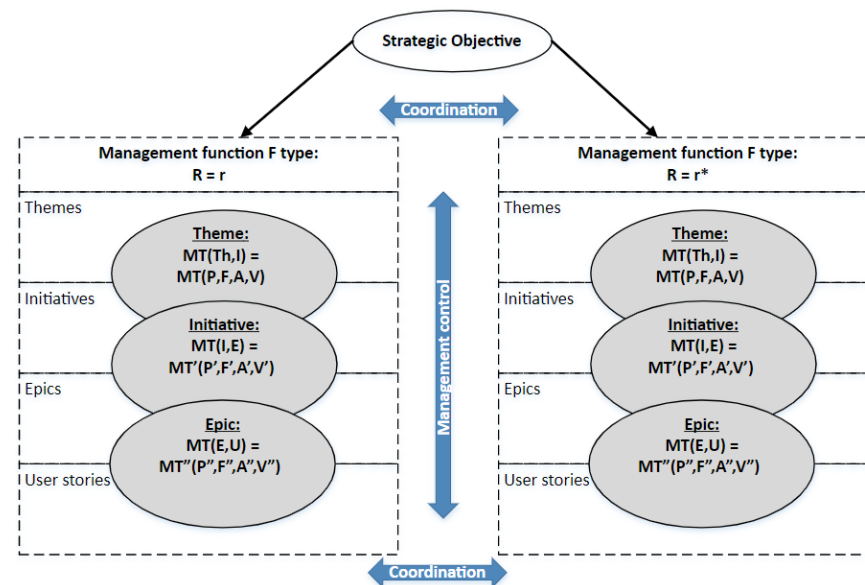 Strategic Objective
Coordination
Management function F type:
R = r
Themes
Theme:
MT(Th,I) =
MT(P,F,A,V)
Initiatives
Initiative:
MT(I,E) =
MT'(P',F',A',V')
Epics
Epic:
MT(E,U) =
MT”(P”,F”,A”,V”)
User stories
Management control
Management function F type:
R = r*
Themes
Theme:
MT(Th,I) =
MT(P,F,A,V)
Initiatives
Initiative:
MT(I,E) =
MT'(P',F',A',V')
Epics
Epic:
MT(E,U) =
MT”(P”,F”,A”,V”)
User stories
Coordination